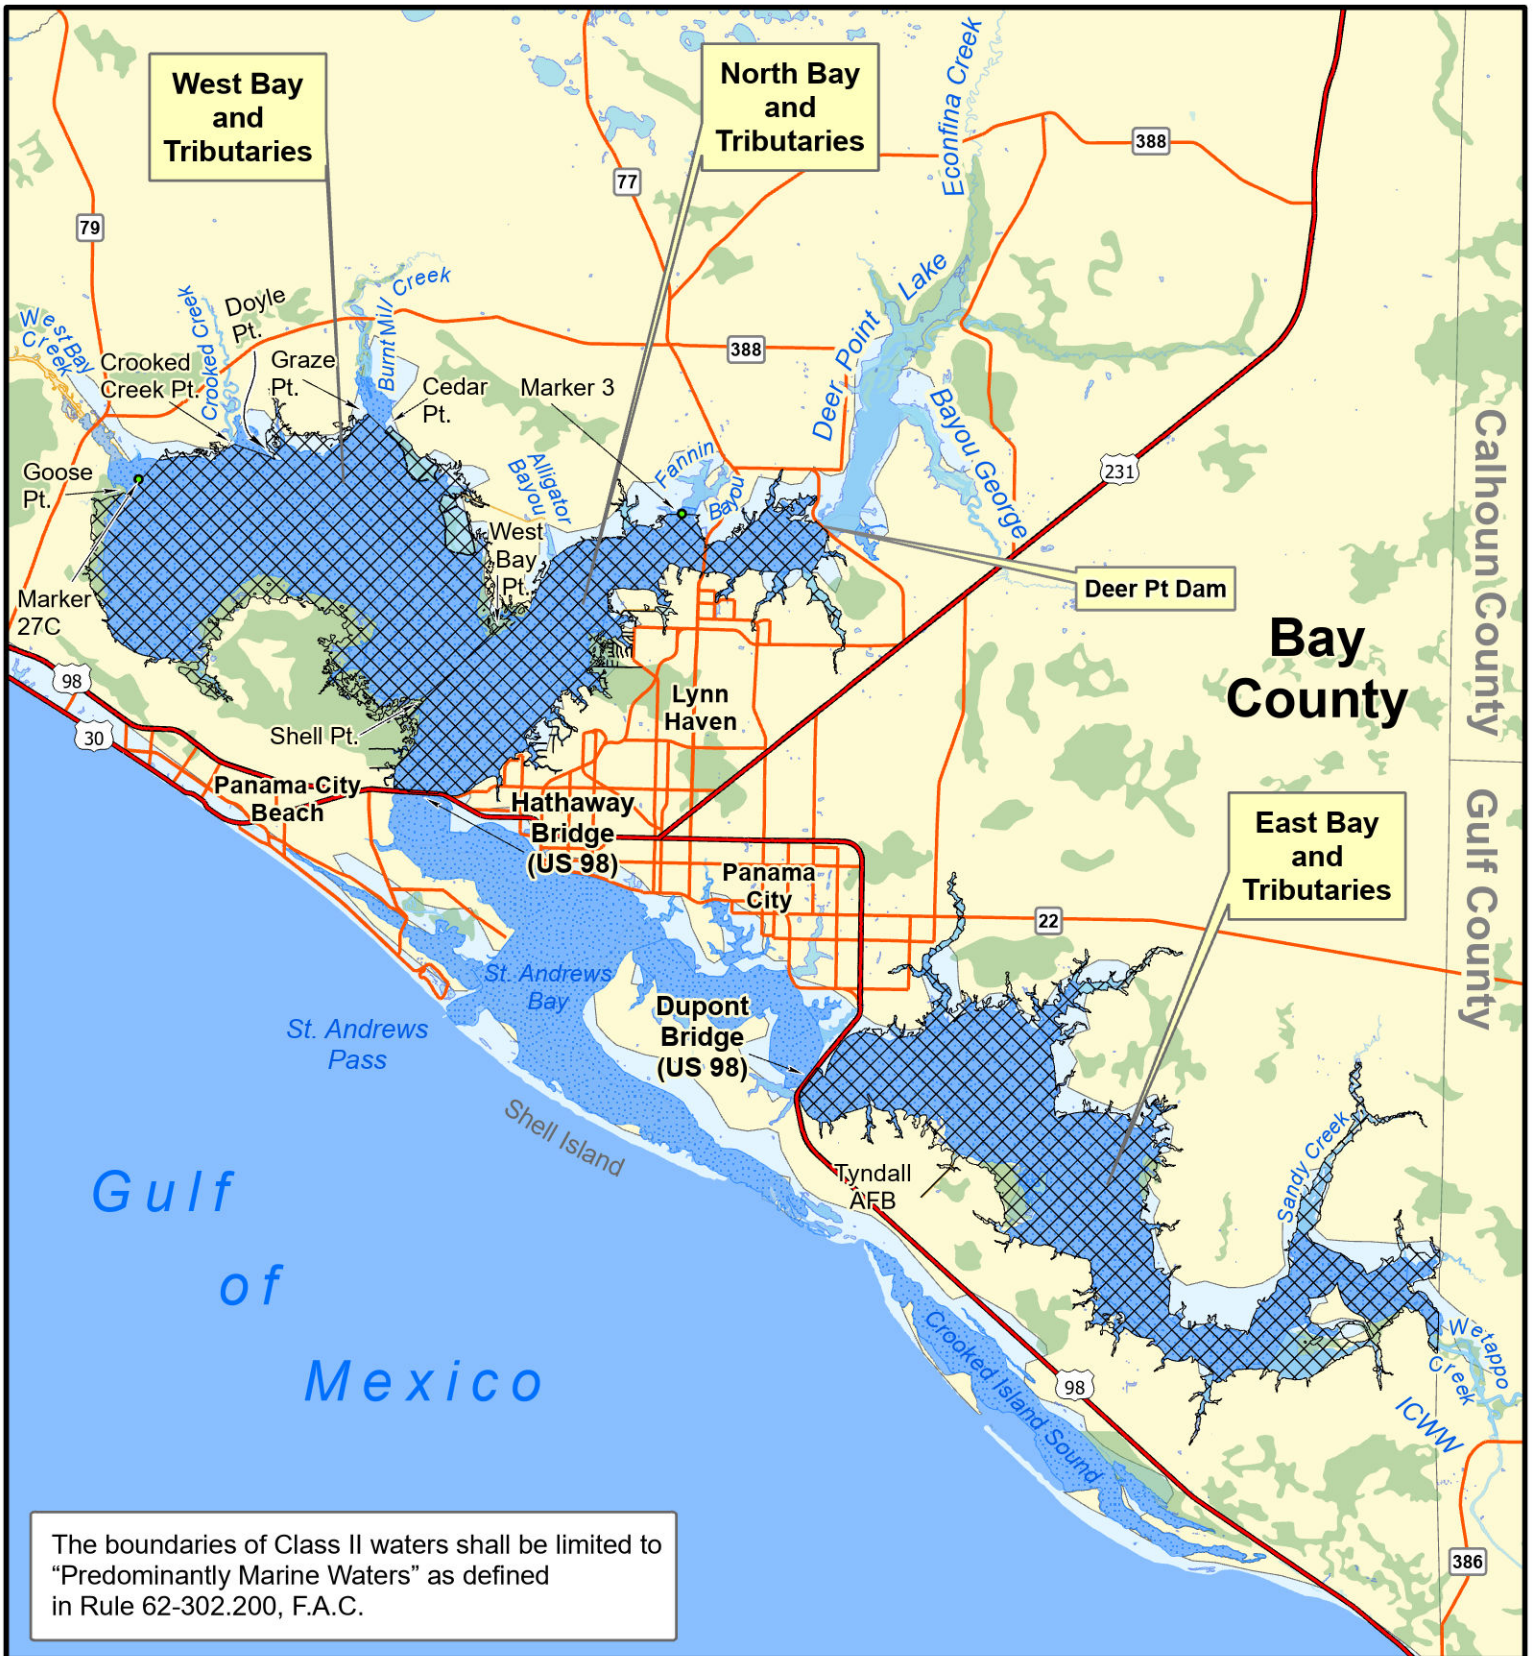 West Bay
and
Tributaries
North Bay
and
Tributaries
Econfina Creek
388
77
79
Burnt Mill Creek
Deer Point Lake
Doyle
Pt.
West Bay
Creek
Crooked Creek
Crooked
Creek Pt.
Graze
Pt.
Cedar
Pt.
Marker 3
388
Bayou George
Calhoun County
Fannin
Bayou
Alligator
Bayou
231
Goose
Pt.
West
Bay
Pt.
Deer Pt Dam
Marker
27C
Bay
County
98
30
Shell Pt.
Lynn
Haven
Panama City
Beach
Hathaway
Bridge
(US 98)
Gulf County
East Bay
and
Tributaries
Panama
City
22
St. Andrews
Bay
St. Andrews
Pass
Dupont
Bridge
(US 98)
Shell Island
Tyndall
AFB
Sandy Creek
Gulf
of
Mexico
Crooked Island Sound
Wetappo
Creek
98
ICWW
386
The boundaries of Class II waters shall be limited to
“Predominantly Marine Waters” as defined
in Rule 62-302.200, F.A.C.